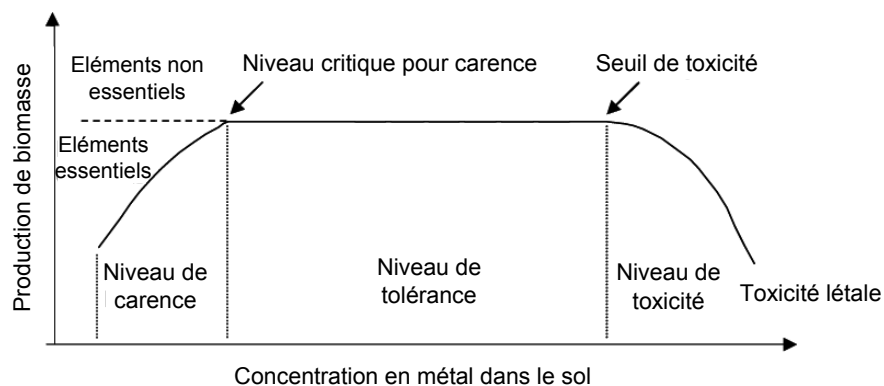 Production de biomasse
Eléments non
essentiels
Niveau critique pour carence
Seuil de toxicité
Eléments
essentiels
Niveau de
carence
Niveau de
tolérance
Niveau de
toxicité
Toxicité létale
Concentration en métal dans le sol